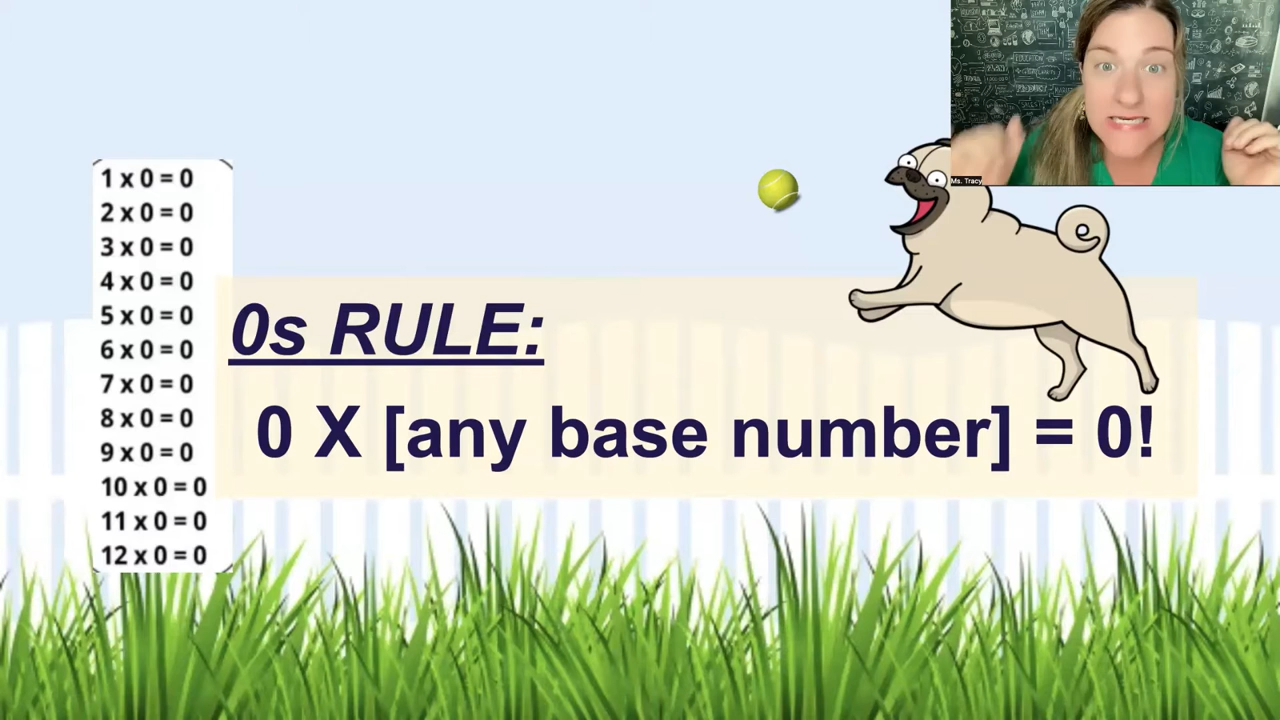 1 x 0 = 0
2 x 0 = 0
3 x 0 = 0
4 x 0 = 0
5 x 0 = 0
6 x 0 = 0
7 x 0 = 0
8 x 0 = 0
9 x 0 = 0
10 x 0 = 0
11 x 0 = 0
12 x 0 = 0
0s RULE:
0 X [any base number] = 0!
Ms. Tracy